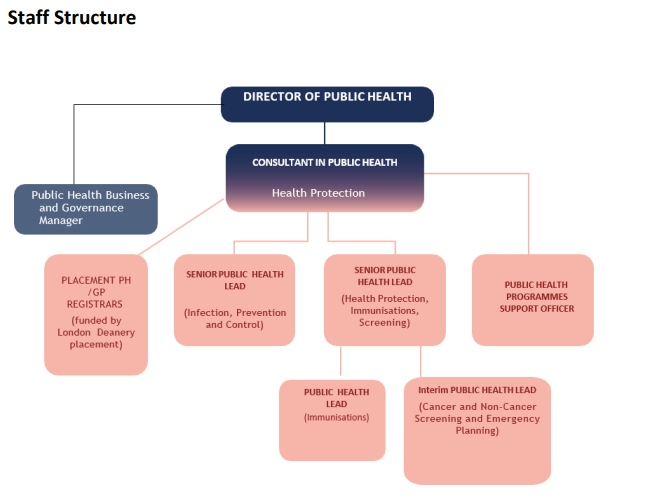 Staff Structure
DIRECTOR OF PUBLIC HEALTH
CONSULTANT IN PUBLIC HEALTH
Health Protection
Public Health Business
and Governance
Manager
PLACEMENT PH
/GP
REGISTRARS
(funded by
London Deanery
placement)
SENIOR PUBLIC HEALTH
LEAD
(Infection, Prevention
and Control)
SENIOR PUBLIC
HEALTH LEAD
(Health Protection,
Immunisations,
Screening)
PUBLIC HEALTH
PROGRAMMES
SUPPORT OFFICER
PUBLIC HEALTH
LEAD
(Immunisations)
Interim PUBLIC HEALTH LEAD
(Cancer and Non-Cancer
Screening and Emergency
Planning)